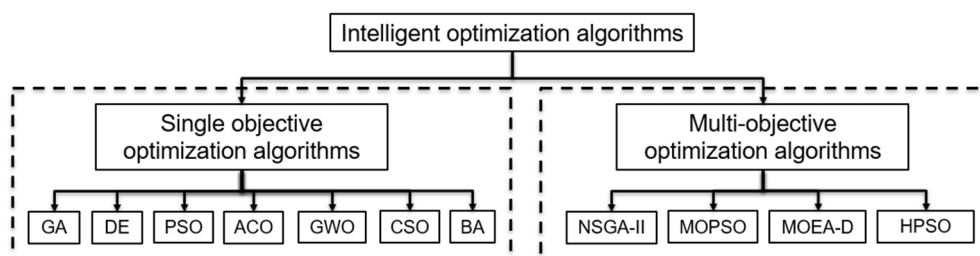 Intelligent optimization algorithms
Single objective
optimization algorithms
Multi-objective
optimization algorithms
GA
DE
PSO
ACO
GWO
CSO
BA
NSGA-II
MOPSO
MOEA-D
HPSO